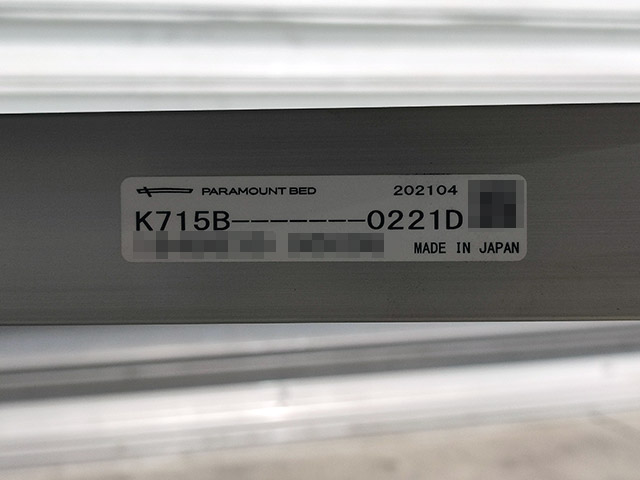 PARAMOUNT BED 202104
K715B-------0221D
MADE IN JAPAN